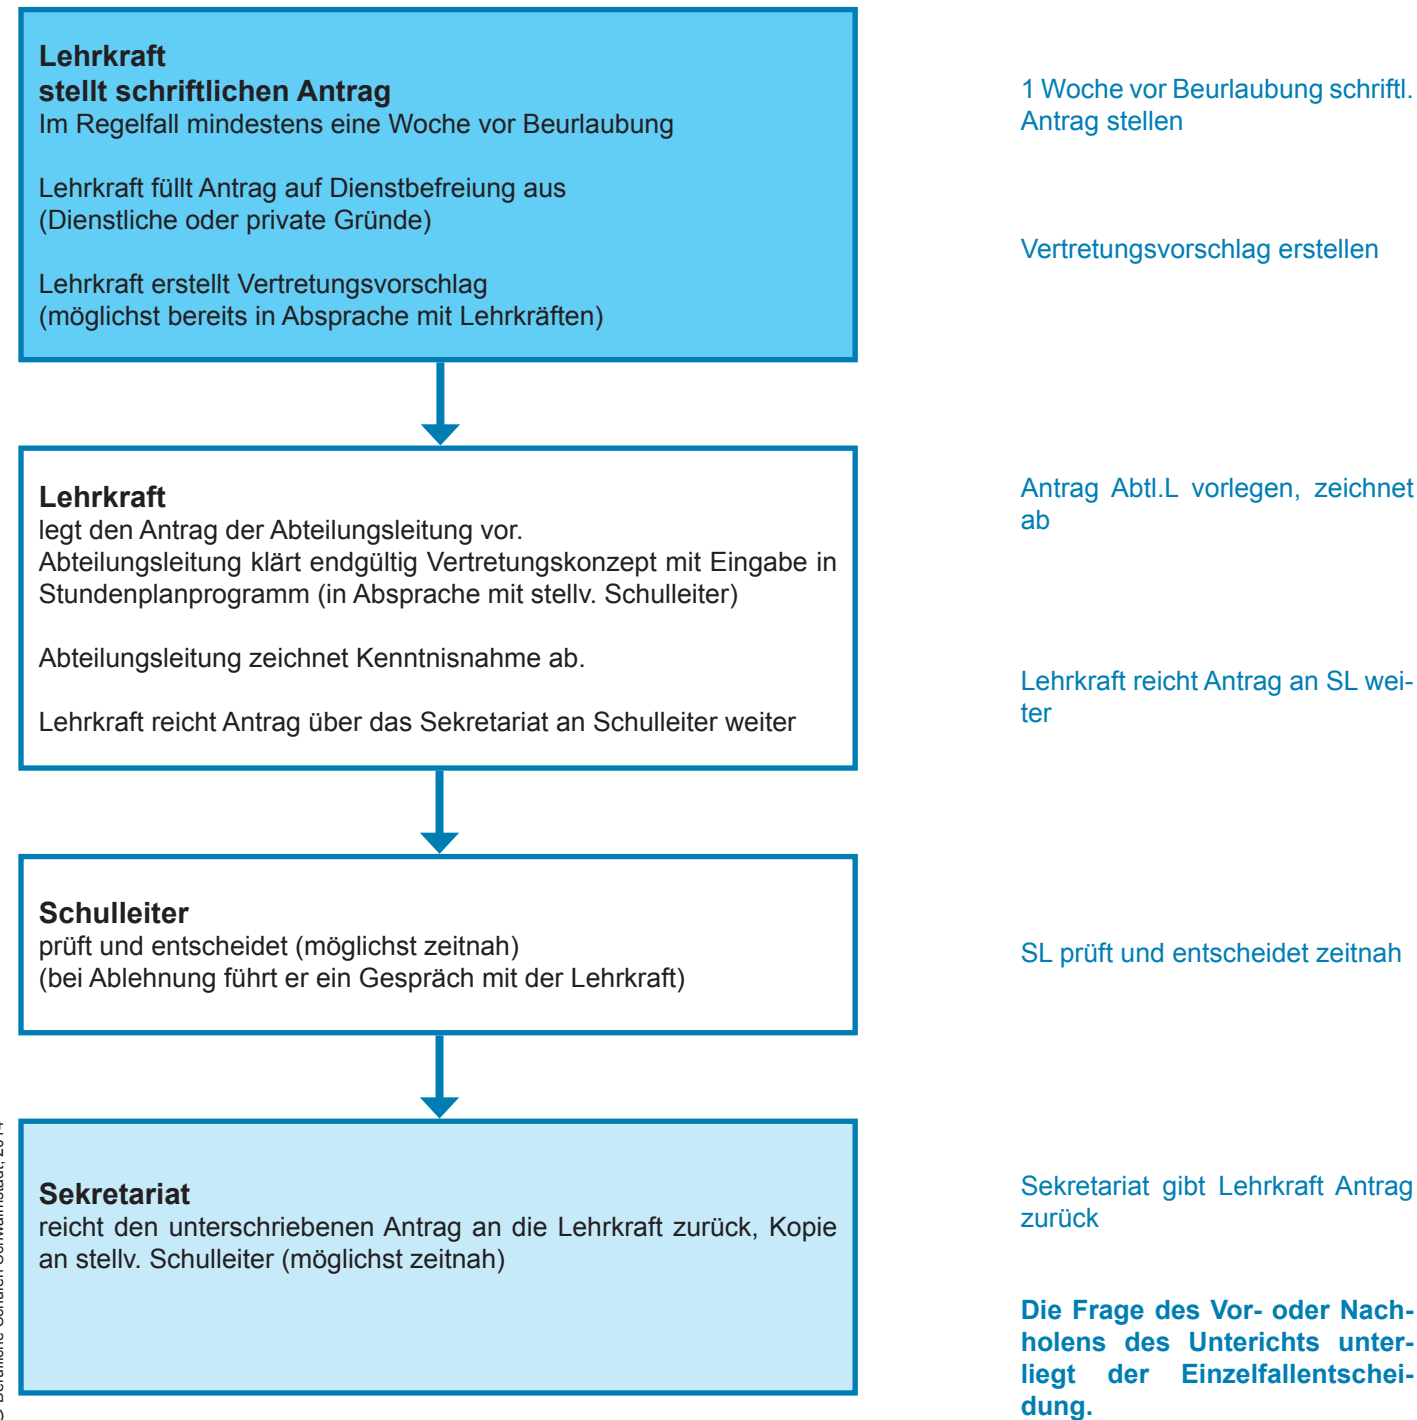 Lehrkraft
stellt schriftlichen Antrag
Im Regelfall mindestens eine Woche vor Beurlaubung
Lehrkraft füllt Antrag auf Dienstbefreiung aus
(Dienstliche oder private Gründe)
Lehrkraft erstellt Vertretungsvorschlag
(möglichst bereits in Absprache mit Lehrkräften)
1 Woche vor Beurlaubung schriftl.
Antrag stellen
Vertretungsvorschlag erstellen
Lehrkraft
legt den Antrag der Abteilungsleitung vor.
Abteilungsleitung klärt endgültig Vertretungskonzept mit Eingabe in
Stundenplanprogramm (in Absprache mit stellv. Schulleiter)
Abteilungsleitung zeichnet Kenntnisnahme ab.
Lehrkraft reicht Antrag über das Sekretariat an Schulleiter weiter
Antrag Abtl.L vorlegen, zeichnet
ab
Lehrkraft reicht Antrag an SL wei-
ter
Schulleiter
prüft und entscheidet (möglichst zeitnah)
(bei Ablehnung führt er ein Gespräch mit der Lehrkraft)
SL prüft und entscheidet zeitnah
Sekretariat
reicht den unterschriebenen Antrag an die Lehrkraft zurück, Kopie
an stellv. Schulleiter (möglichst zeitnah)
Sekretariat gibt Lehrkraft Antrag
zurück
Die Frage des Vor- oder Nach-
holens des Unterichts unter-
liegt der Einzelfallentschei-
dung.